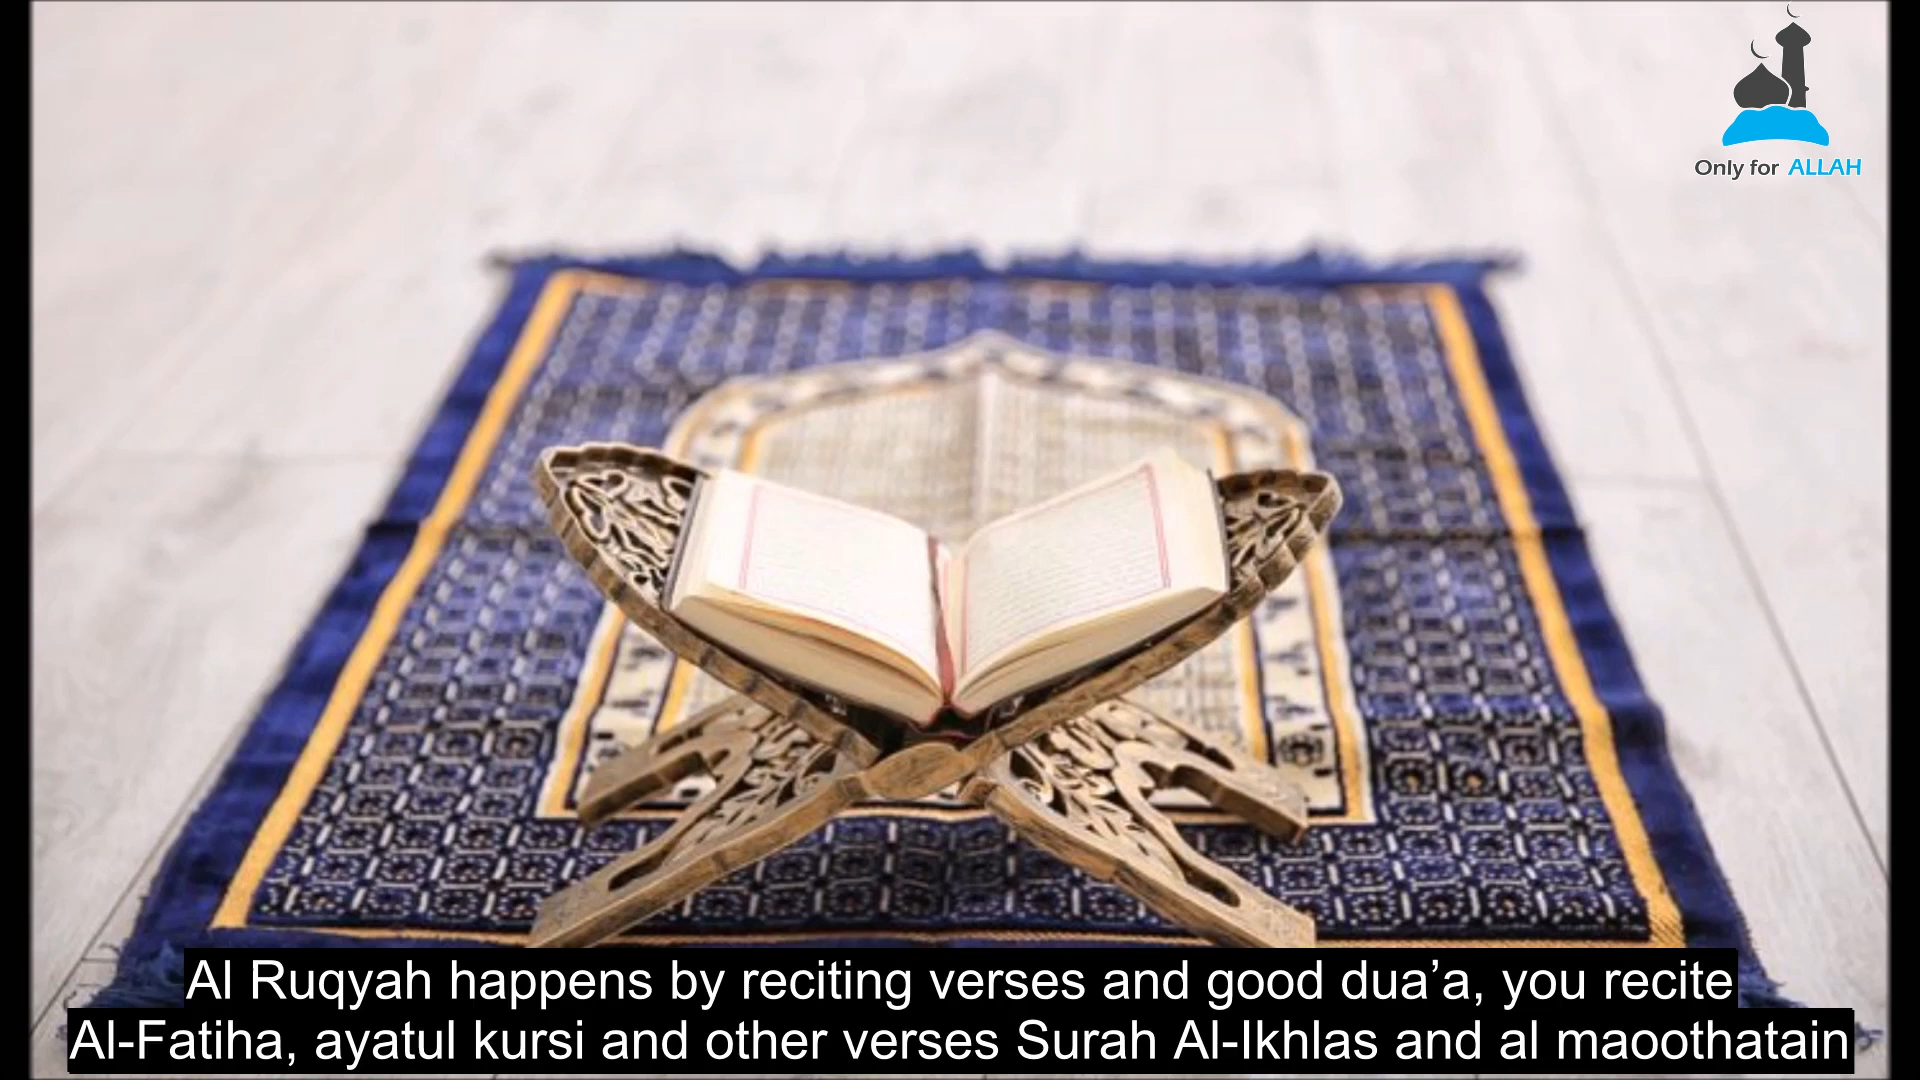 Only for ALLAH
Al Ruqyah happens by reciting verses and good dua’a, you recite
Al-Fatiha, ayatul kursi and other verses Surah Al-Ikhlas and al maoothatain